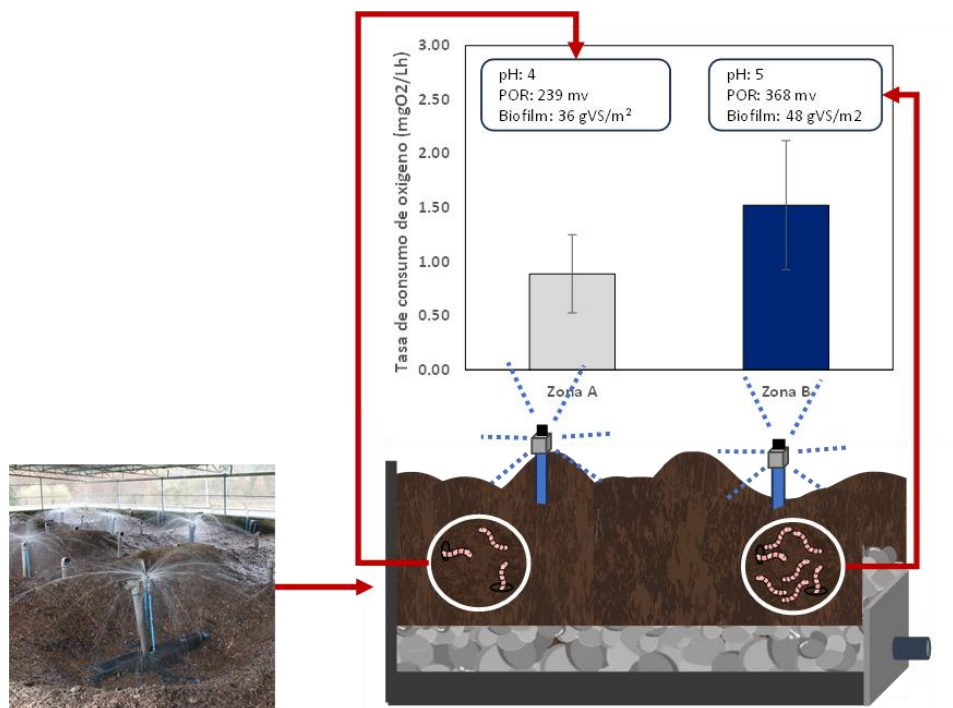 Tasa de consumo de oxígeno (mgO2/Lh)
3.00
2.50
2.00
1.50
1.00
0.50
0.00
pH: 4
POR: 239 mv
Biofilm: 36 gVS/m²
pH: 5
POR: 368 mv
Biofilm: 48 gVS/m2
Zona A
Zona B